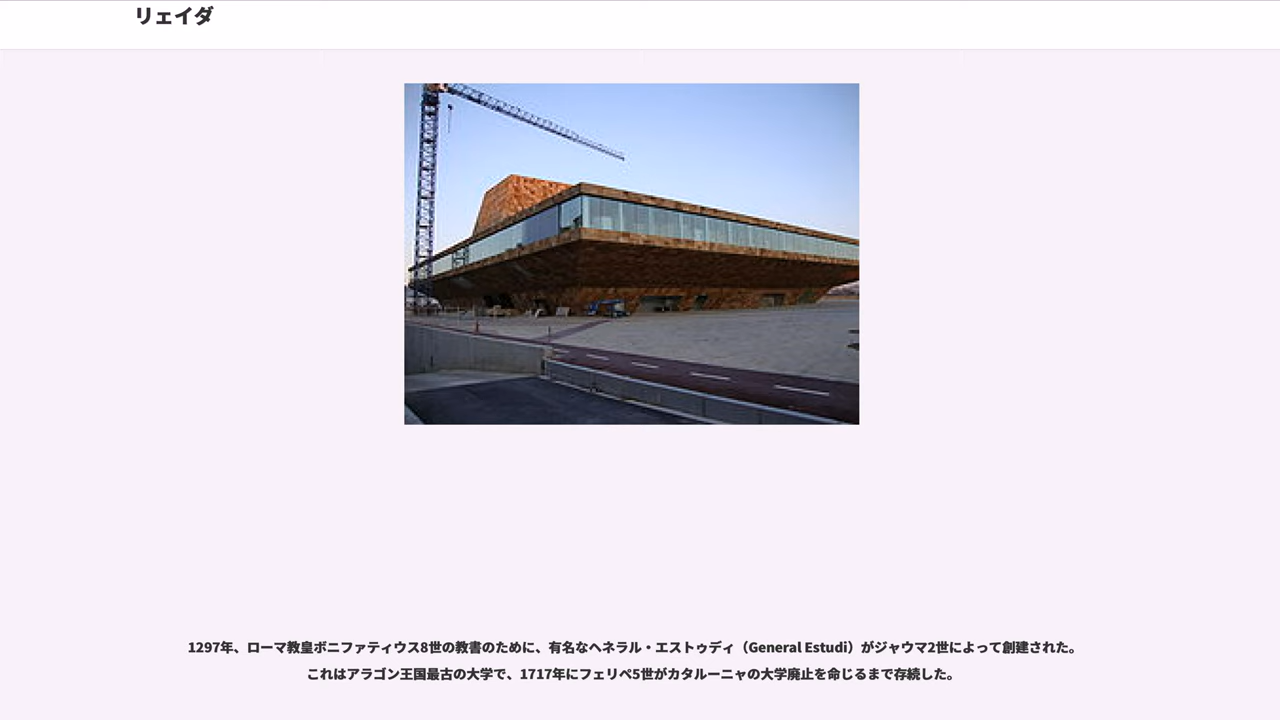 リェイダ
1297年、ローマ教皇ボニファティウス8世の教書のために、有名なヘネラル・エストゥディ（General Estudi）がジャウマ2世によって創建された。
これはアラゴン王国最古の大学で、1717年にフェリペ5世がカタルーニャの大学廃止を命じるまで存続した。